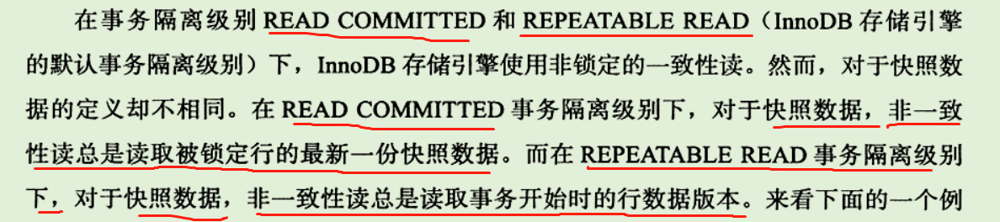 在事务隔离级别 READ COMMITTED 和 REPEATABLE READ（InnoDB 存储引擎
的默认事务隔离级别）下，InnoDB 存储引擎使用非锁定的一致性读。然而，对于快照数
据的定义却不相同。在 READ COMMITTED 事务隔离级别下，对于快照数据，非一致
性读总是读取被锁定行的最新一份快照数据。而在 REPEATABLE READ 事务隔离级别
下，对于快照数据，非一致性读总是读取事务开始时的行数据版本。来看下面的一个例